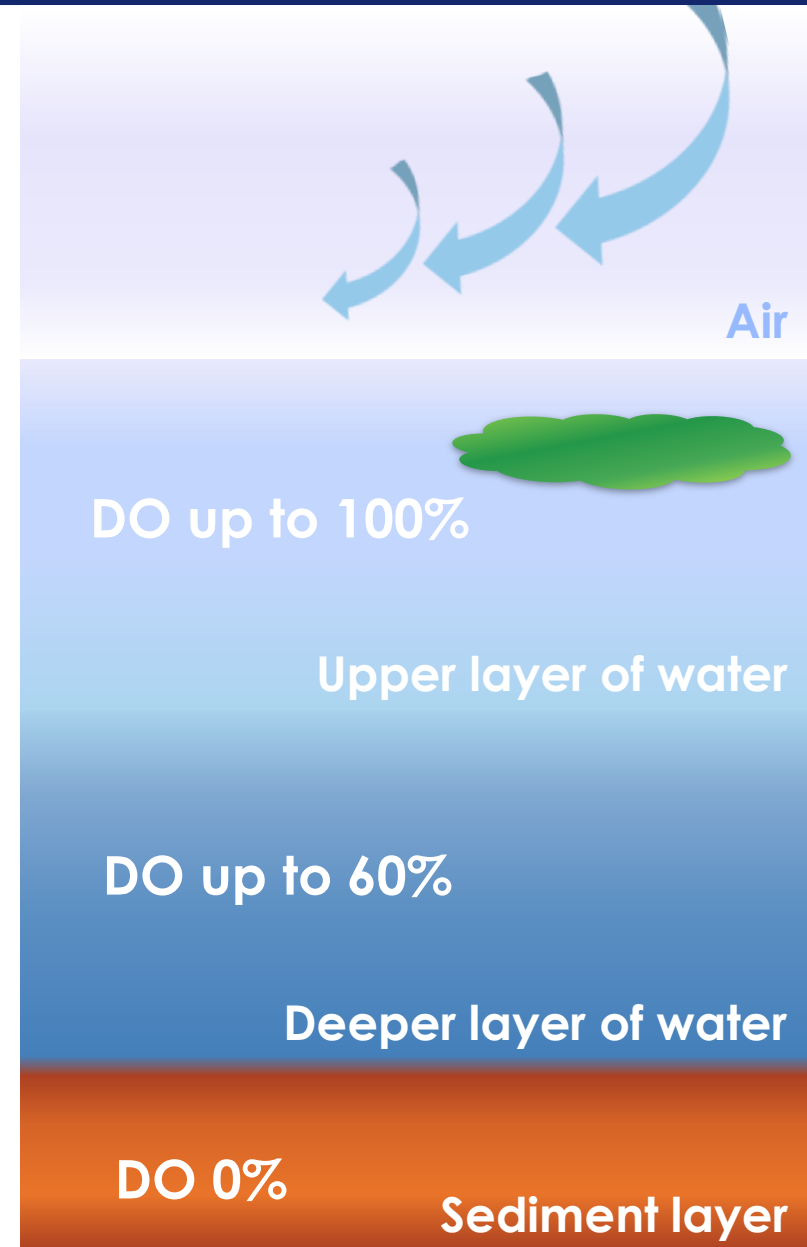 Air
DO up to 100%
Upper layer of water
DO up to 60%
Deeper layer of water
DO 0%
Sediment layer